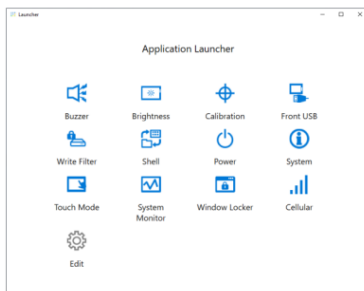 Launcher
Application Launcher
Buzzer
Brightness
Calibration
Front USB
Write Filter
Shell
Power
System
Touch Mode
System
Monitor
Window Locker
Cellular
Edit